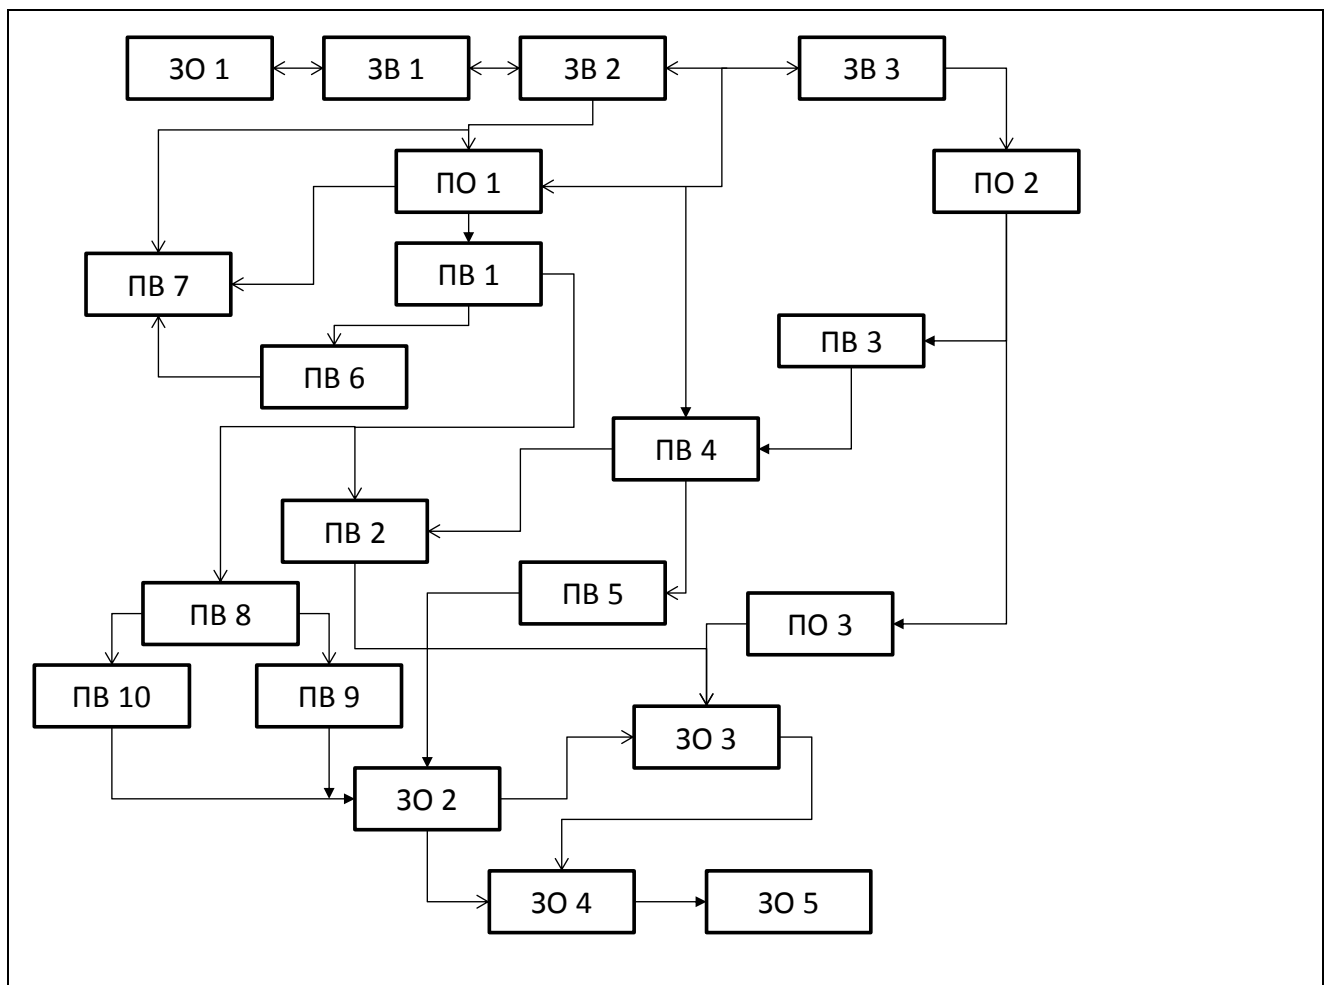 ЗО 1
ЗВ 1
ЗВ 2
ЗВ 3
ПО 1
ПО 2
ПВ 1
ПВ 7
ПВ 3
ПВ 6
ПВ 4
ПВ 2
ПВ 5
ПВ 8
ПО 3
ПВ 10
ПВ 9
ЗО 3
ЗО 2
ЗО 4
ЗО 5